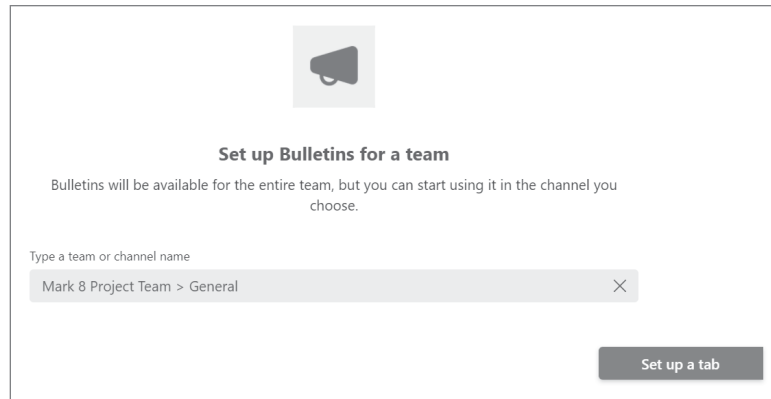 Set up Bulletins for a team
Bulletins will be available for the entire team, but you can start using it in the channel you
choose.
Type a team or channel name
Mark 8 Project Team > General
Set up a tab